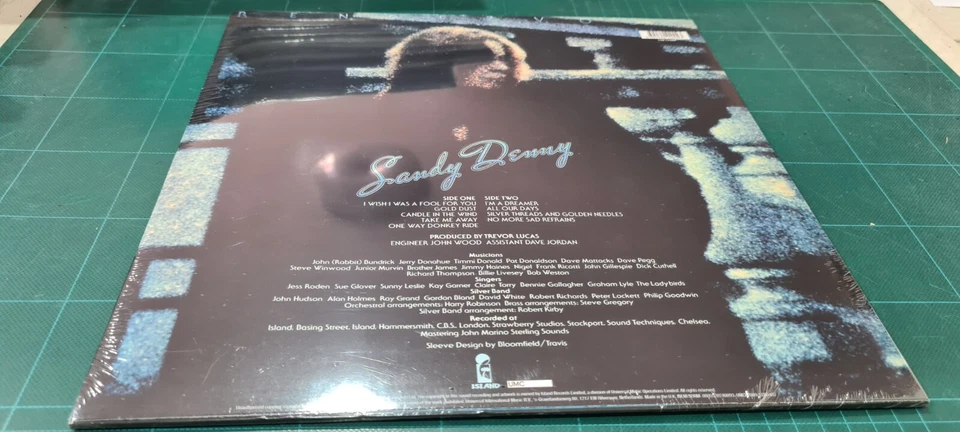 Sandy Denny
SIDE ONE SIDE TWO
I WISH I WAS A FOOL FOR YOU I'M A DREAMER
GOLD DUST ALL OUR DAYS
CANDLE IN THE WIND SILVER THREADS AND GOLDEN NEEDLES
TAKE ME AWAY NO MORE SAD REFRAINS
ONE WAY DONKEY RIDE
PRODUCED BY TREVOR LUCAS
ENGINEER JOHN WOOD ASSISTANT DAVE JORDAN
Musicians
John (Rabbit) Bundrick Jerry Donahue Timmi Donald Pat Donaldson Dave Mattacks Dave Pegg
Steve Winwood Junior Murvin Brother James Jimmy Haines Nigel Frank Ricotti John Gillespie Dick Cuthell
Richard Thompson Billie Livesey Bob Weston
Singers
Jess Roden Sue Glover Sunny Leslie Kay Garner Claire Torry Bennie Gallagher Graham Lyle The Ladybirds
Silver Band
John Hudson Alan Holmes Ray Grand Gordon Bland David White Robert Richards Peter Lockett Philip Goodwin
Orchestral arrangements: Harry Robinson Brass arrangements: Steve Gregory
Silver Band arrangement: Robert Kirby
Recorded at
Island, Basing Street, Island, Hammersmith, C.B.S., London, Strawberry Studios, Stockport, Sound Techniques, Chelsea.
Mastering John Marino Sterling Sounds
Sleeve Design by Bloomfield/Travis
ISLAND UMC